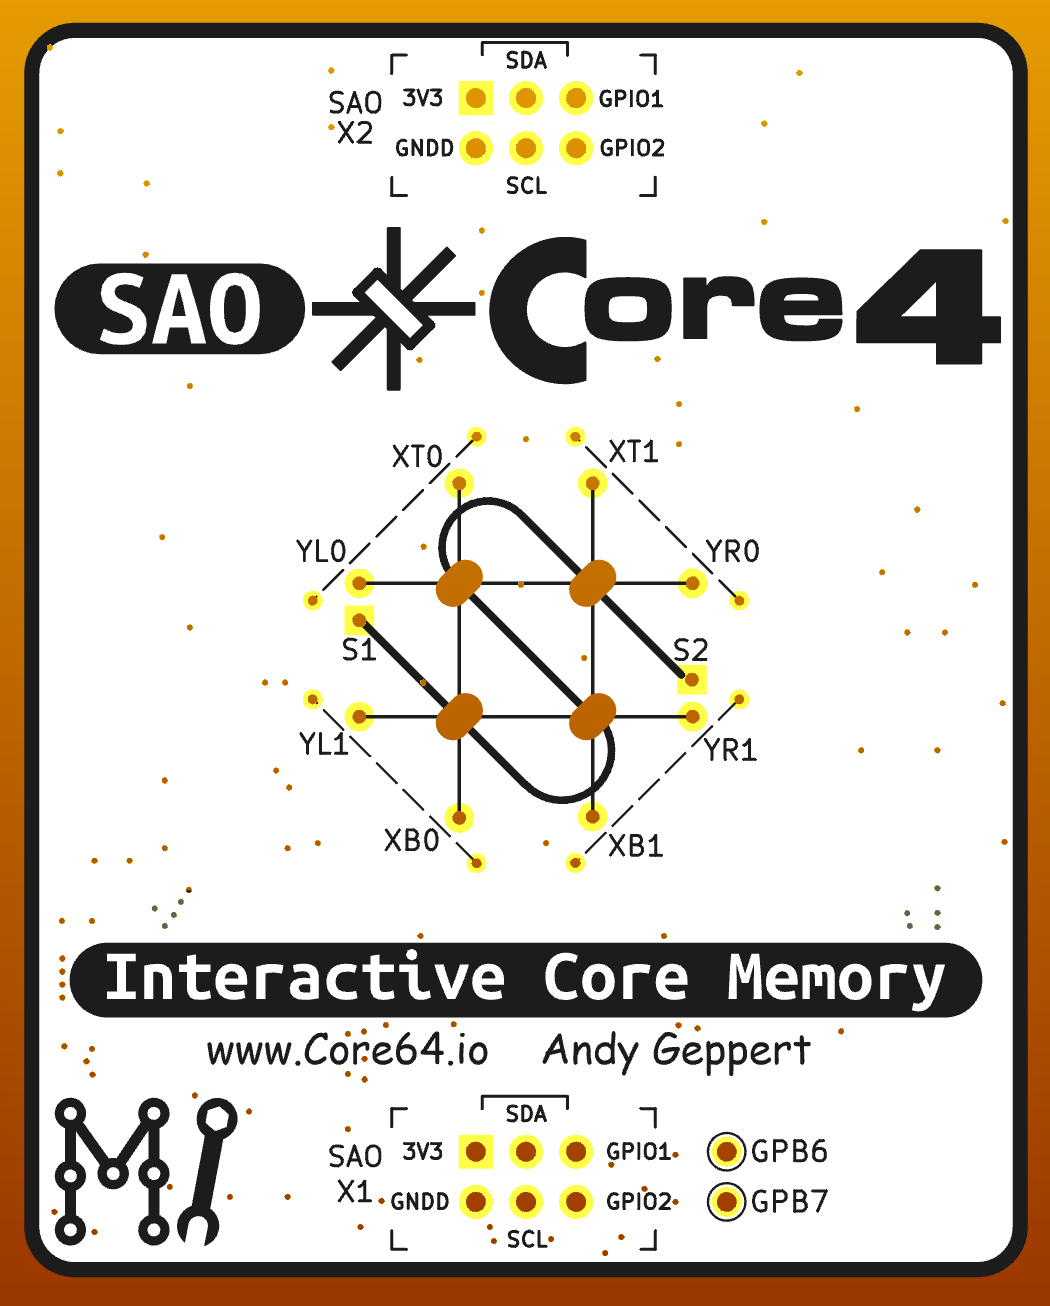 SDA
3V3 GPIO1
SAO
X2
GNDD GPIO2
SCL
SAO Core4
XT0 XT1
YL0 YR0
S1 S2
YL1 YR1
XB0 XB1
Interactive Core Memory
www.Core64.io Andy Geppert
SDA
3V3 GPIO1 GPB6
SAO
X1
GNDD GPIO2 GPB7
SCL